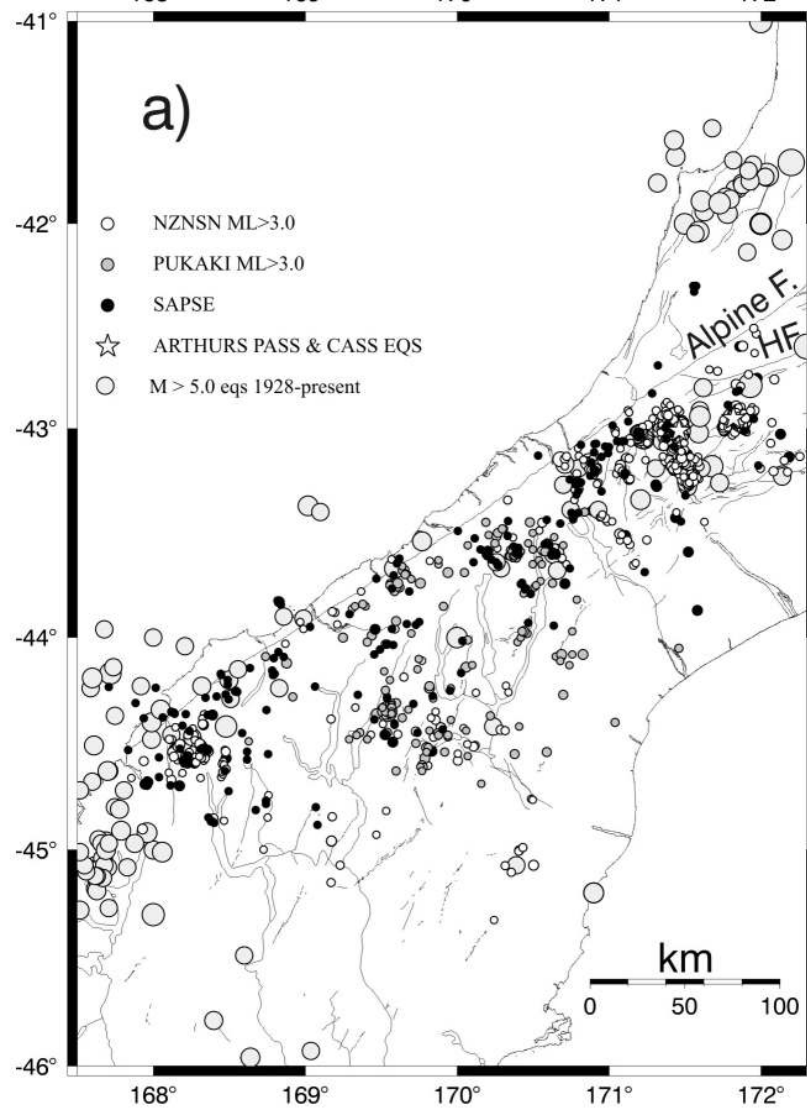 -41°
a)
-42°
NZNSN ML>3.0
PUKAKI ML>3.0
SAPSE
ARTHURS PASS & CASS EQS
M > 5.0 eqs 1928-present
Alpine F.
HF
-43°
-44°
-45°
km
0 50 100
-46°
168° 169° 170° 171° 172°